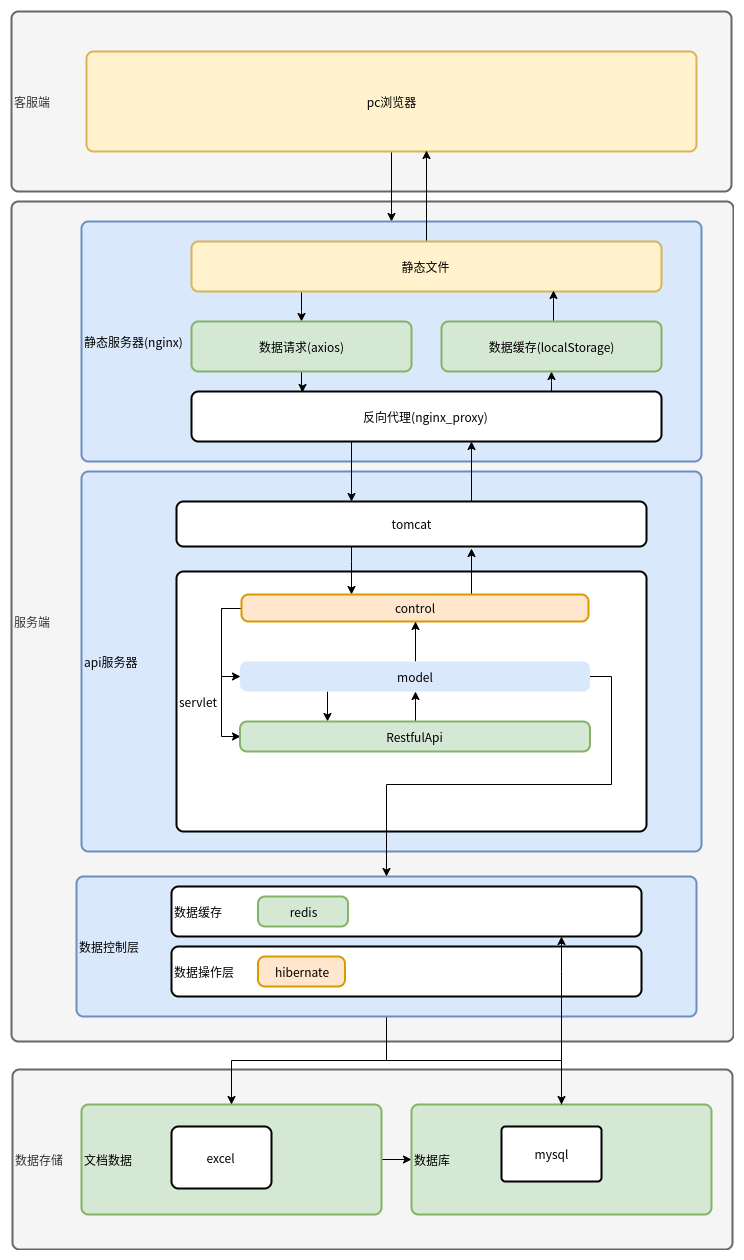 客服端
pc浏览器
静态文件
静态服务器(nginx)
数据请求(axios)
数据缓存(localStorage)
反向代理(nginx_proxy)
服务端
tomcat
api服务器
control
model
servlet
RestfulApi
数据控制层
数据缓存
redis
数据操作层
hibernate
数据存储
文档数据
excel
数据库
mysql